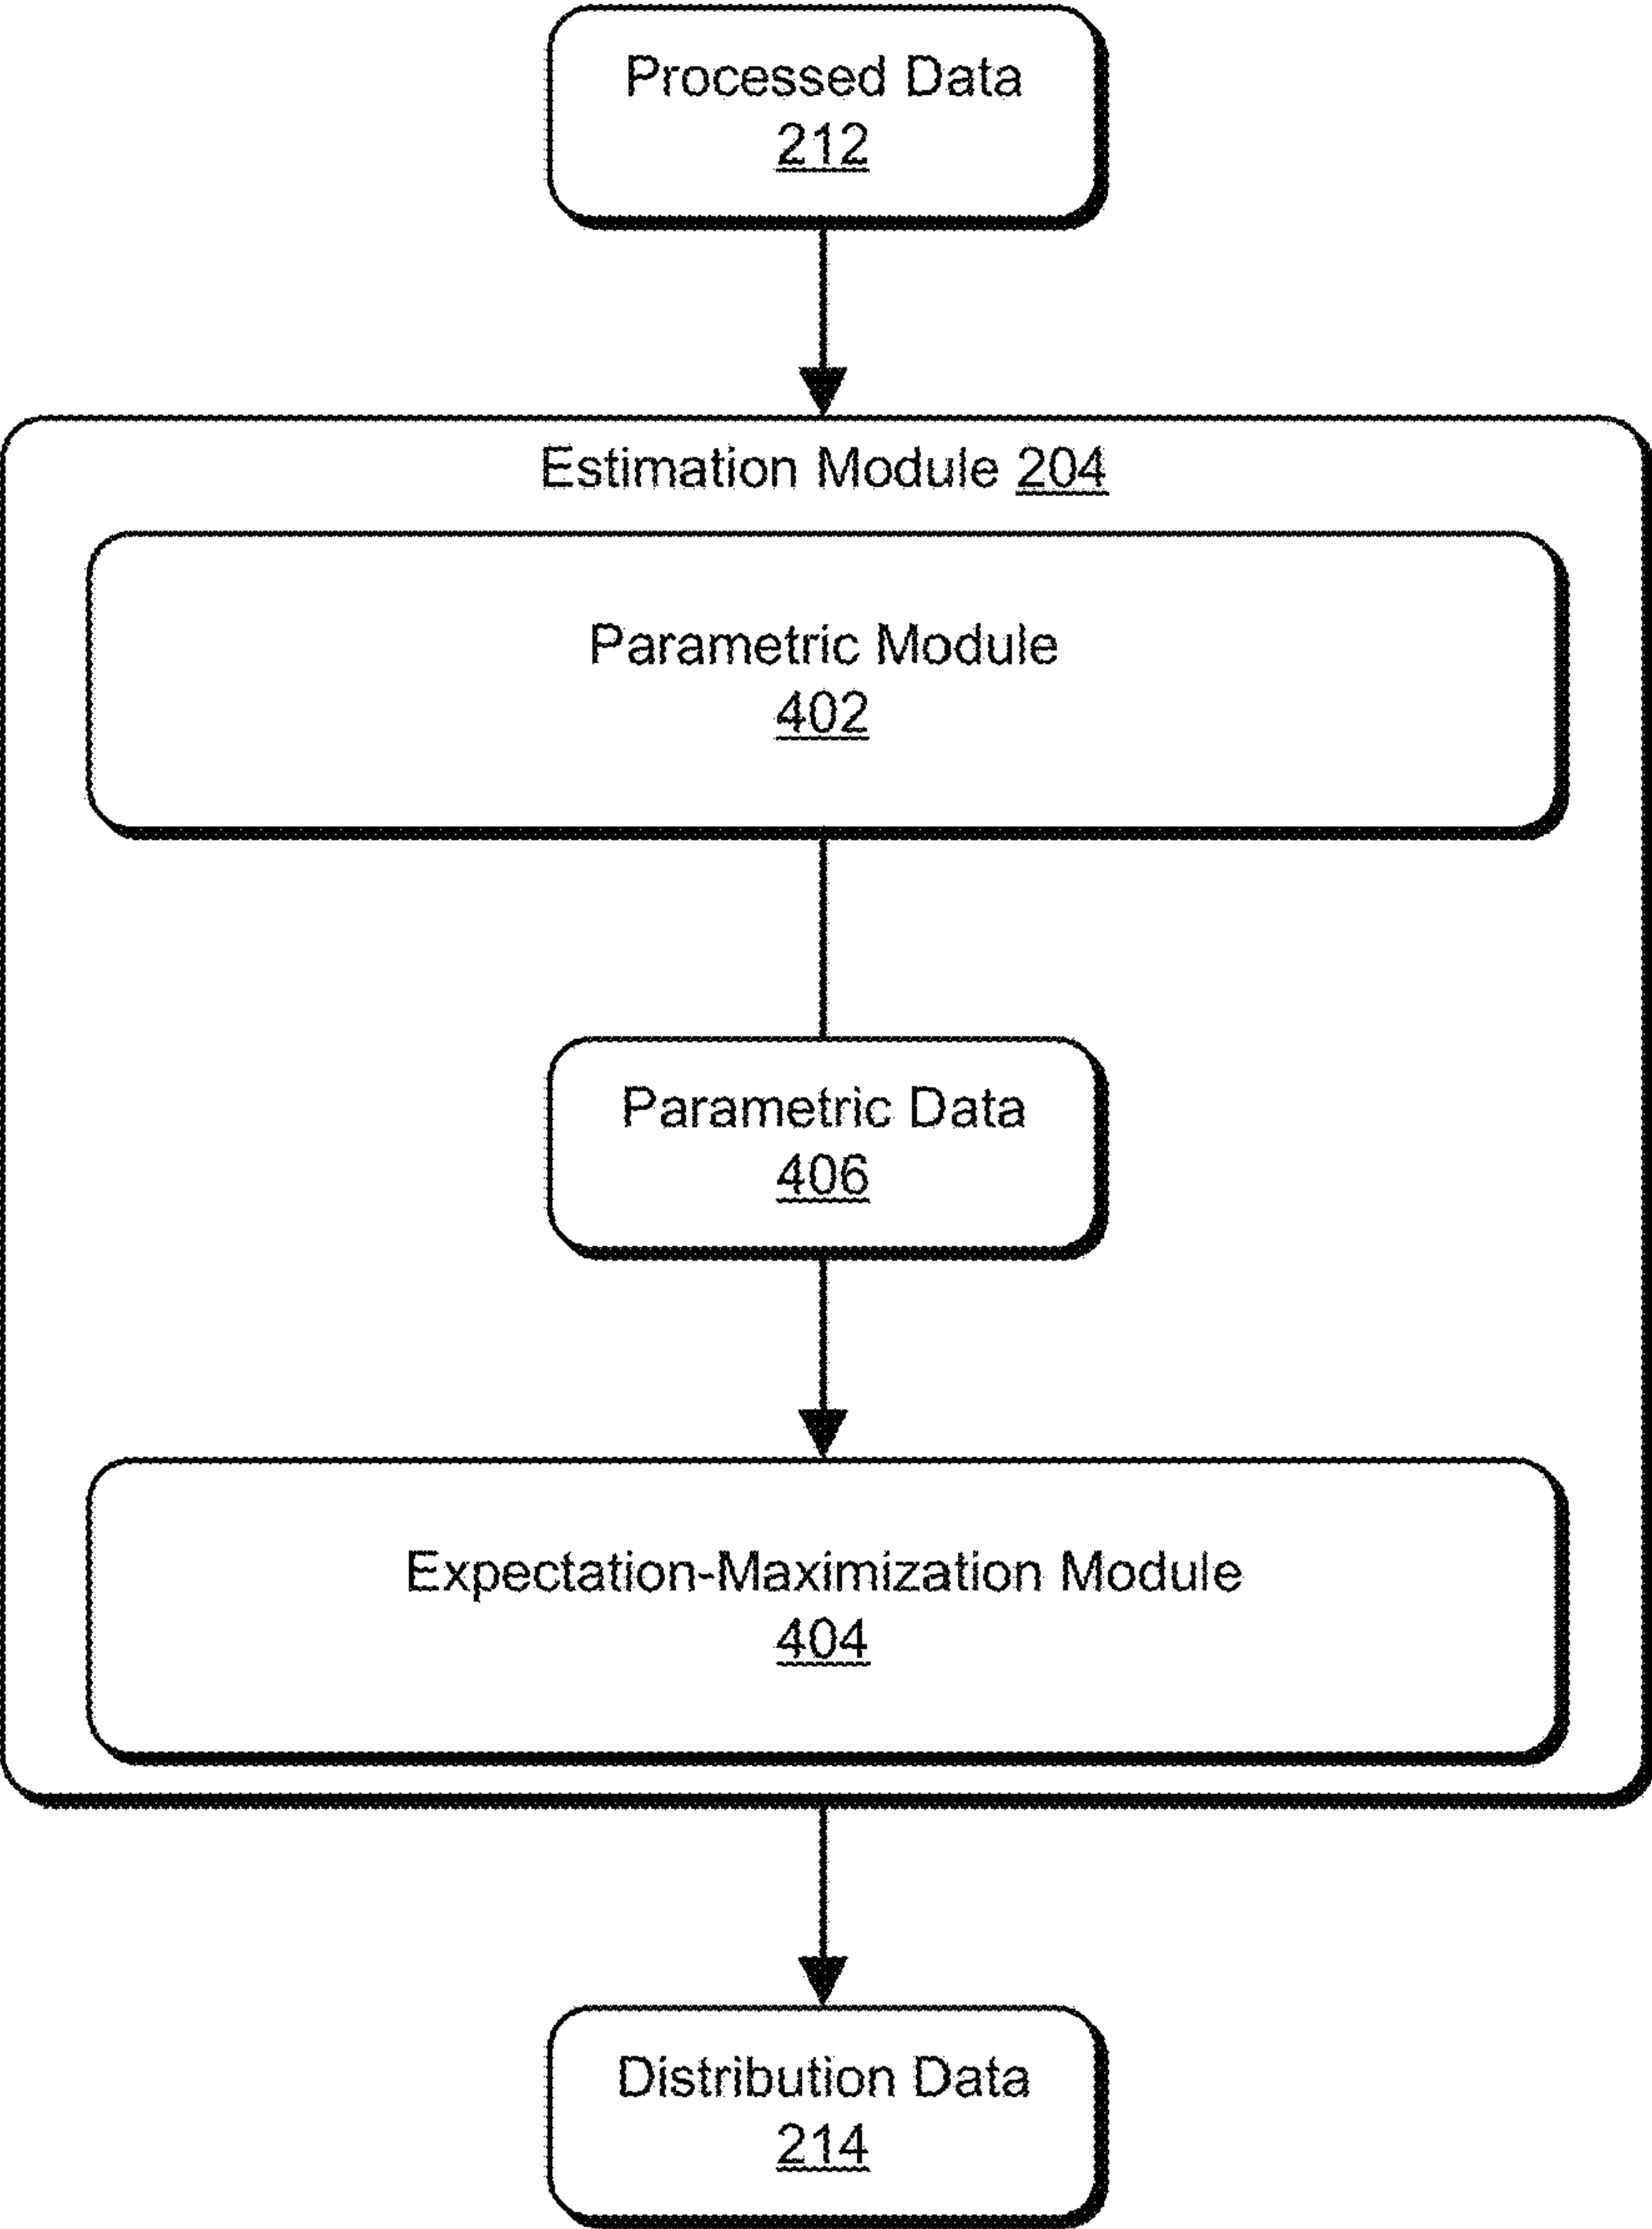 Processed Data
212
Estimation Module 204
Parametric Module
402
Parametric Data
406
Expectation-Maximization Module
404
Distribution Data
214